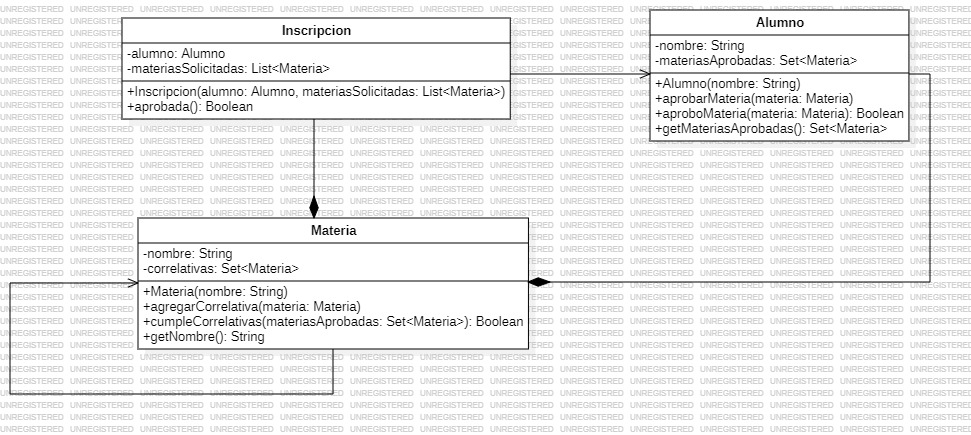 Inscripcion
-alumno: Alumno
-materiasSolicitadas: List<Materia>
+Inscripcion(alumno: Alumno, materiasSolicitadas: List<Materia>)
+aprobada(): Boolean
Alumno
-nombre: String
-materiasAprobadas: Set<Materia>
+Alumno(nombre: String)
+aprobarMateria(materia: Materia)
+aproboMateria(materia: Materia): Boolean
+getMateriasAprobadas(): Set<Materia>
Materia
-nombre: String
-correlativas: Set<Materia>
+Materia(nombre: String)
+agregarCorrelativa(materia: Materia)
+cumpleCorrelativas(materiasAprobadas: Set<Materia>): Boolean
+getNombre(): String
UNREGISTERED